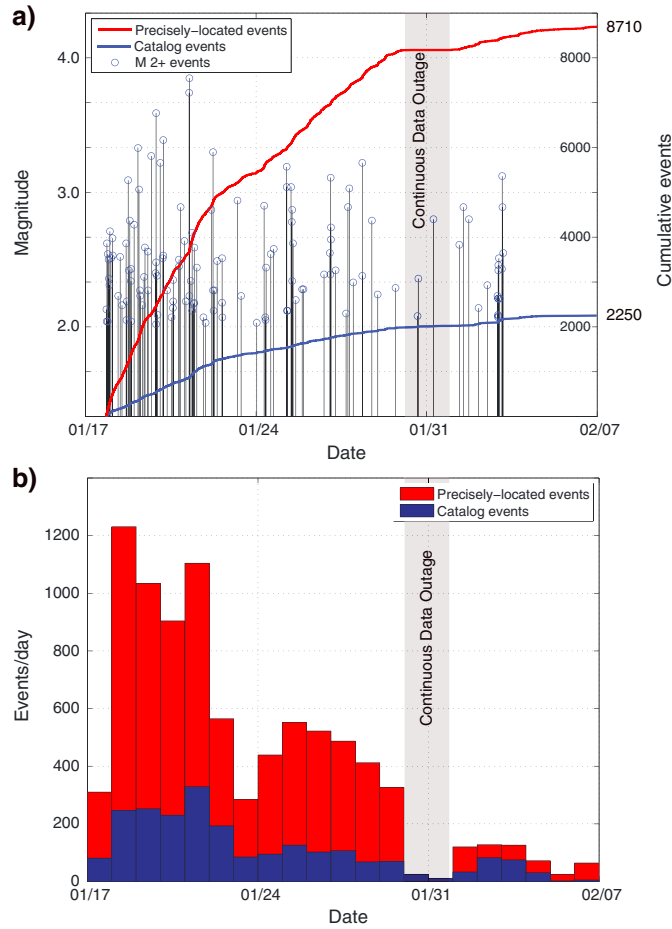 a)
Precisely-located events
Catalog events
M 2+ events
4.0
3.0
2.0
Magnitude
8710
8000
6000
4000
2250
2000
Cumulative events
Continuous Data Outage
01/17
01/24
01/31
02/07
Date
b)
Precisely-located events
Catalog events
1200
1000
800
600
400
200
0
Events/day
Continuous Data Outage
01/17
01/24
01/31
02/07
Date